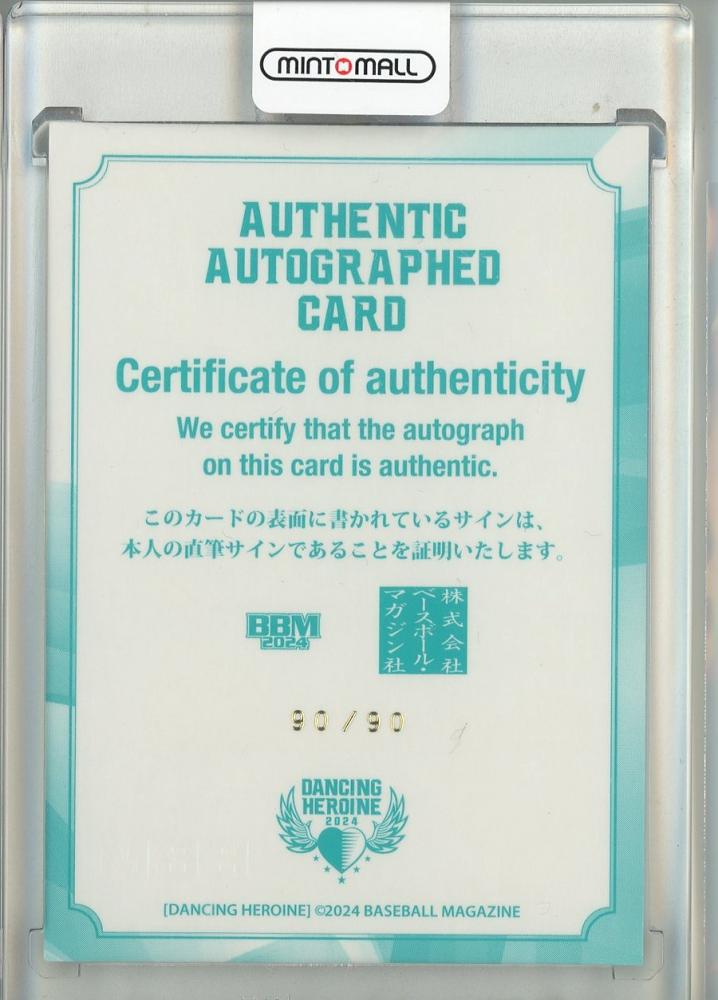 MINT MALL
AUTHENTIC
AUTOGRAPHED
CARD
Certificate of authenticity
We certify that the autograph
on this card is authentic.
このカードの表面に書かれているサインは、
本人の直筆サインであることを証明いたします。
BBM
2024
株式会社
ベースボール・
マガジン社
90/90
DANCING
HEROINE
2024
[DANCING HEROINE] ©2024 BASEBALL MAGAZINE